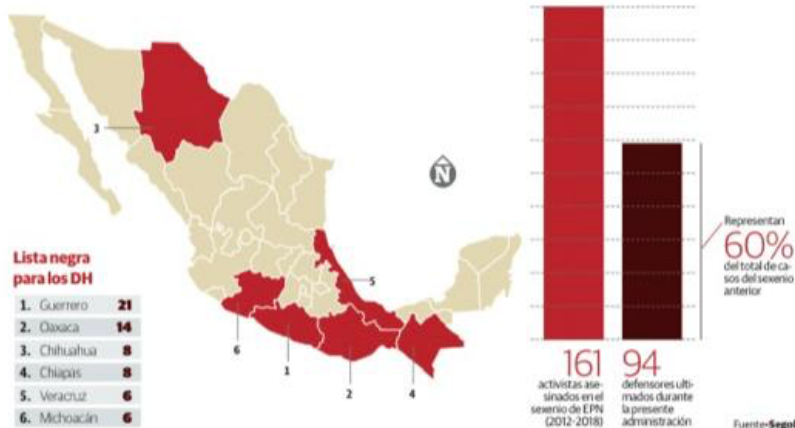 3
N
Lista negra
para los DH
1. Guerrero 21
2. Oaxaca 14
3. Chihuahua 8
4. Chiapas 8
5. Veracruz 6
6. Michoacán 6
5
6
1
2
4
Representan
60%
del total de ca-
sos del sexenio
anterior
161
activistas ase-
sinados en el
sexenio de EPN
(2012-2018)
94
defensores ulti-
mados durante
la presente
administración
Fuente•Segob